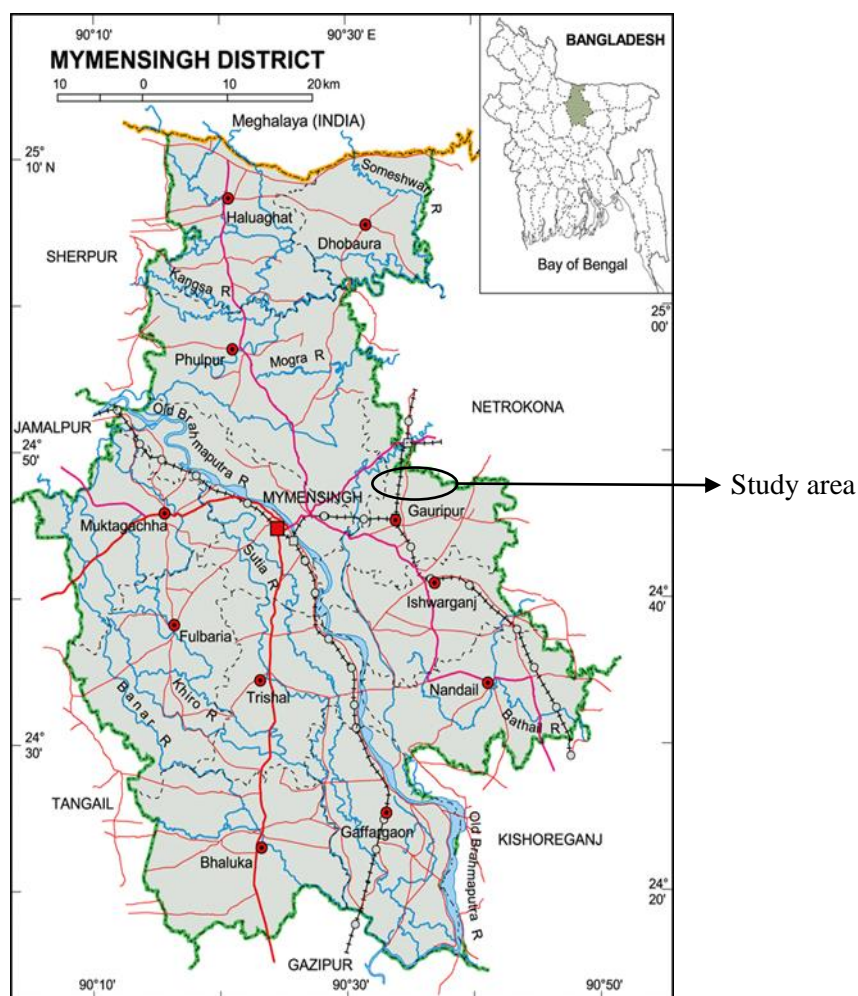 90°10'
90°30' E
MYMENSINGH DISTRICT
10 0 10 20 km
BANGLADESH
Bay of Bengal
Meghalaya (INDIA)
25°
10' N
Someshwari R
Haluaghat
Dhobaura
SHERPUR
Kangsa R
25°
00'
Phulpur
Mogra R
NETROKONA
Old Brahmaputra R
JAMALPUR
24°
50'
MYMENSINGH
Study area
Muktagachha
Gauripur
Sutia R
Ishwarganj
24°
40'
Fulbaria
Khiro R
Trishal
Nandail
Banar R
Bathail R
24°
30'
TANGAIL
Gaffargaon
Old Brahmaputra R
KISHOREGANJ
Bhaluka
24°
20'
GAZIPUR
90°10'
90°30'
90°50'